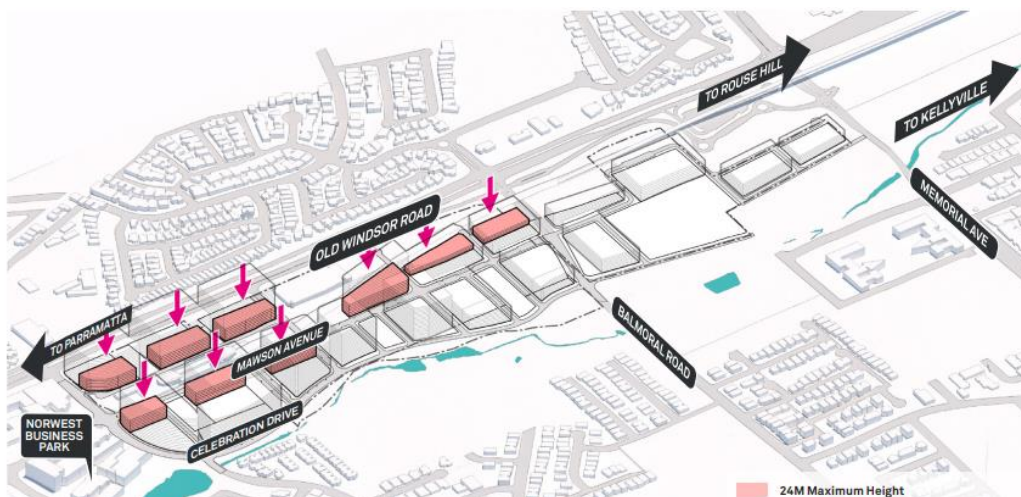 TO ROUSE HILL
TO KELLYVILLE
MEMORIAL AVE
OLD WINDSOR ROAD
TO PARRAMATTA
MAWSON AVENUE
BALMORAL ROAD
CELEBRATION DRIVE
NORWEST
BUSINESS
PARK
24M Maximum Height